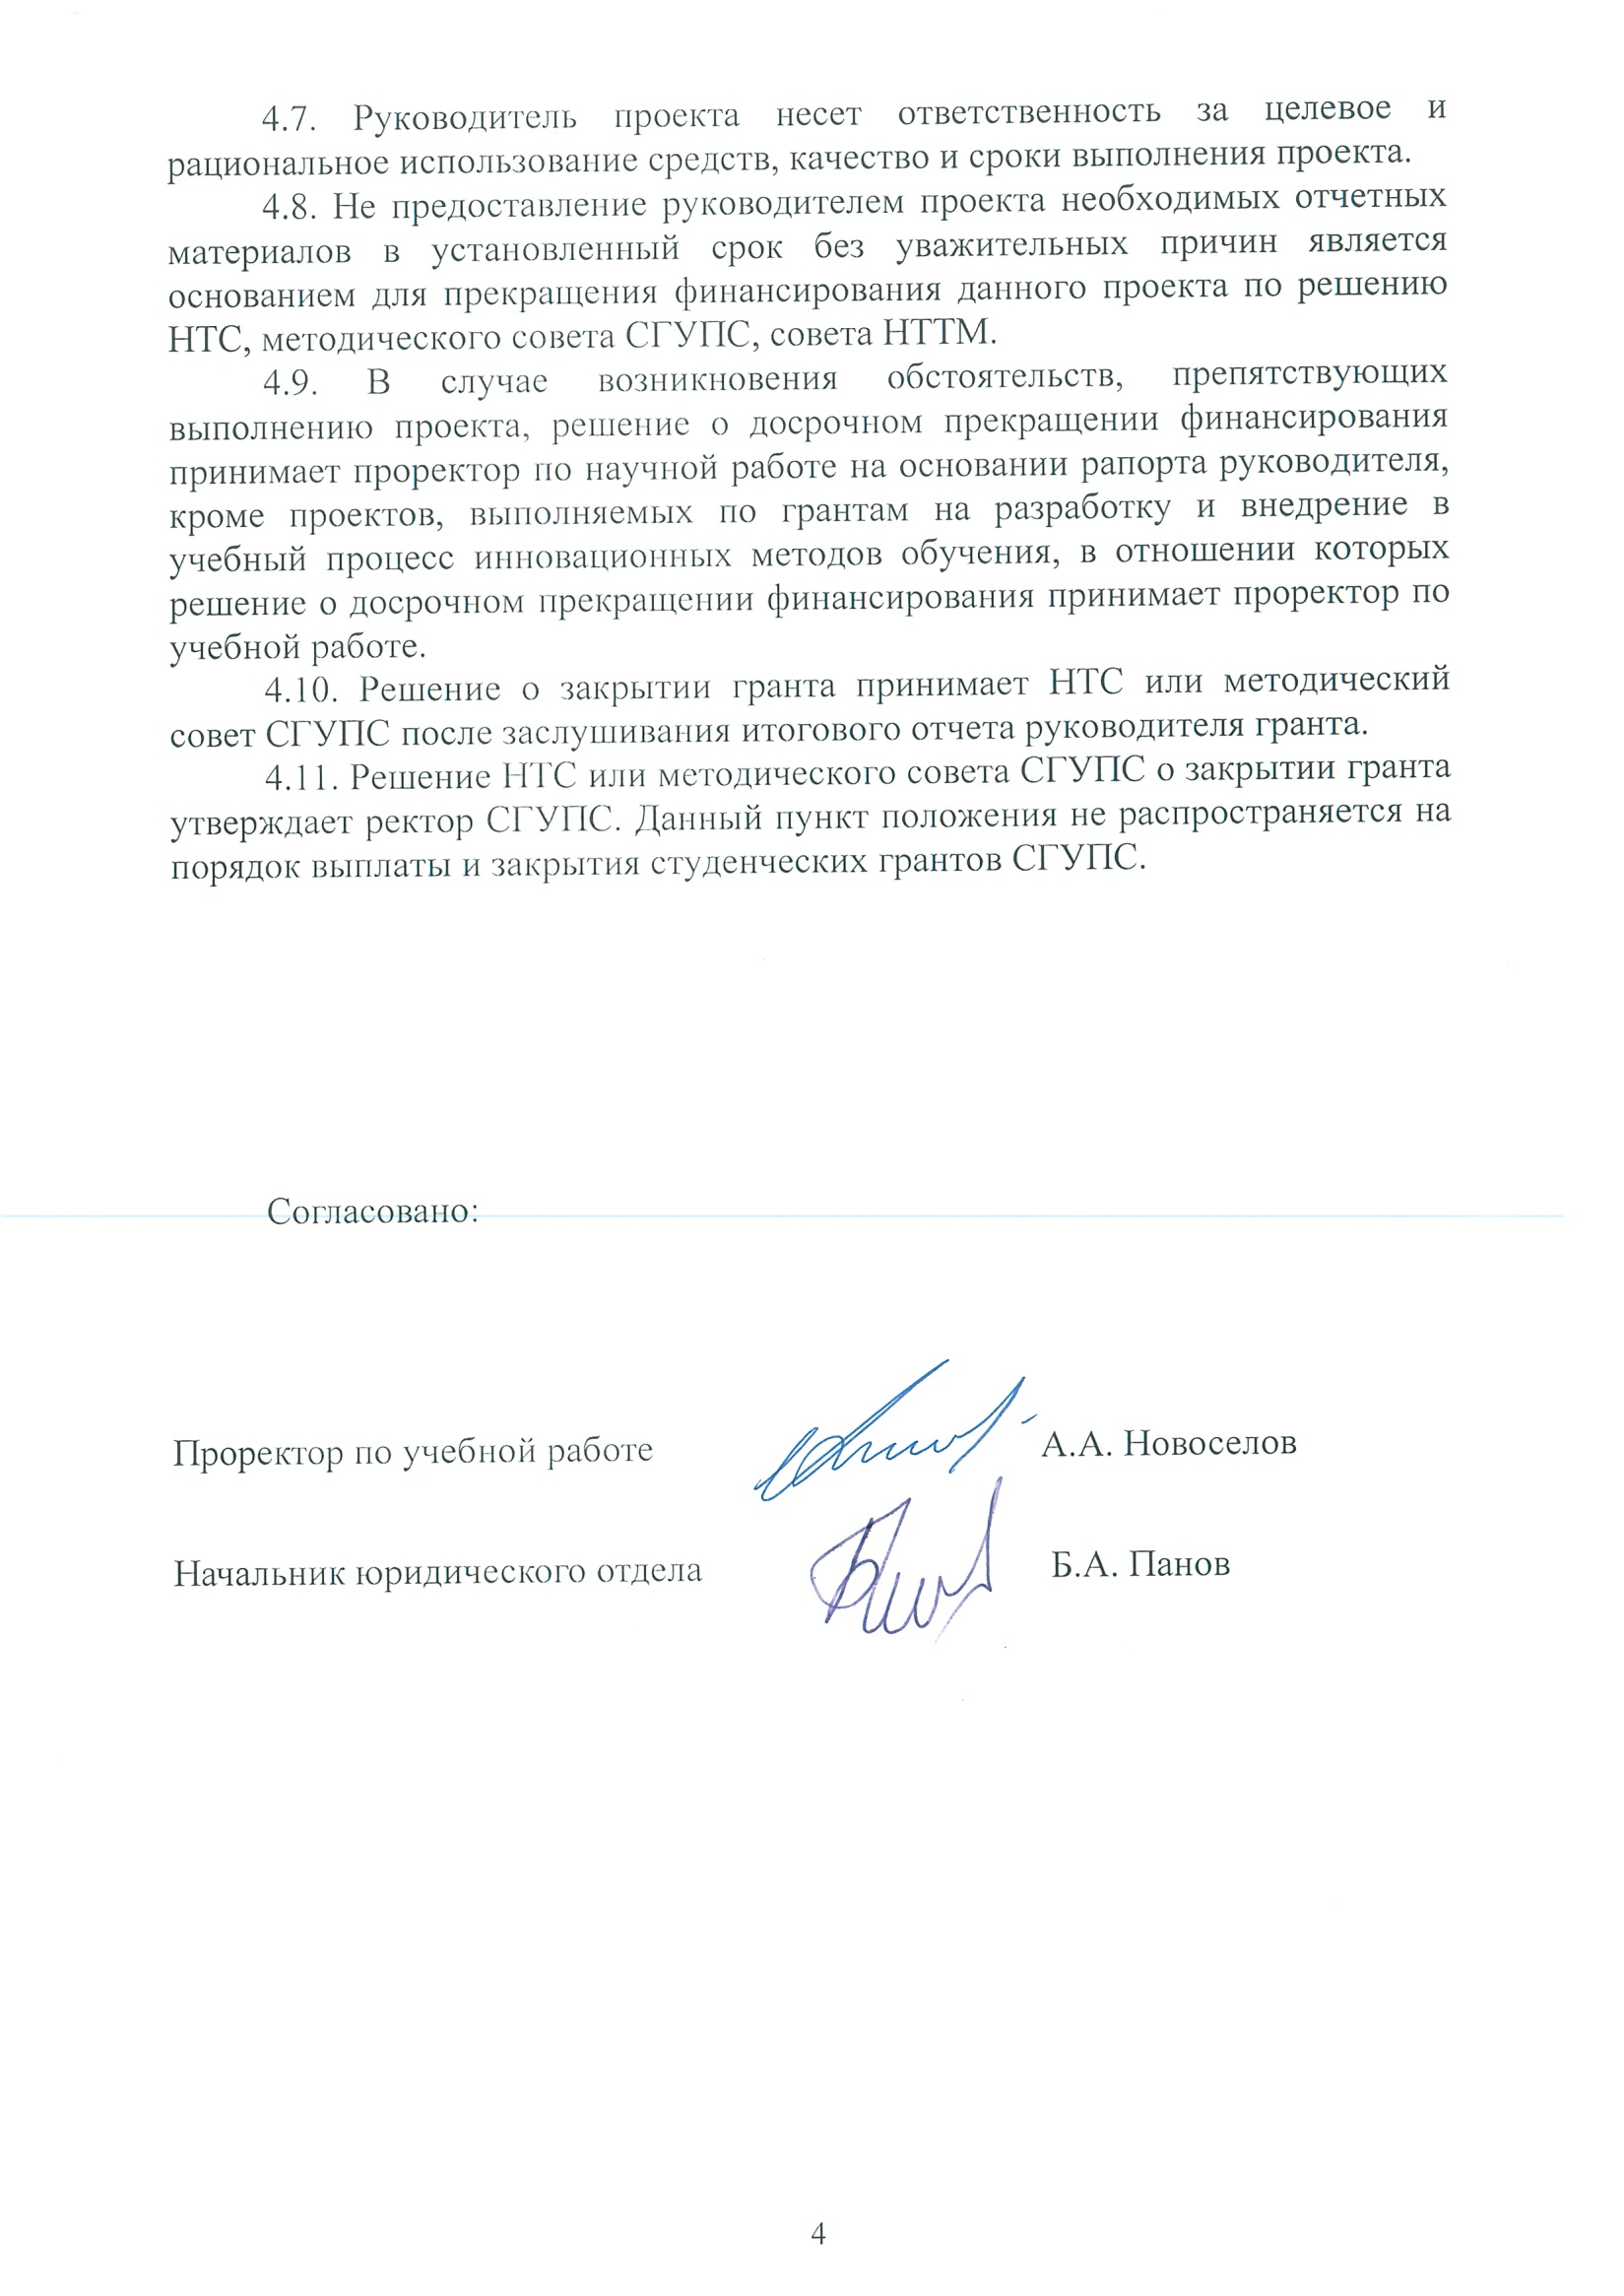 4.7. Руководитель проекта несет ответственность за целевое и
рациональное использование средств, качество и сроки выполнения проекта.
4.8. Не предоставление руководителем проекта необходимых отчетных
материалов в установленный срок без уважительных причин является
основанием для прекращения финансирования данного проекта по решению
НТС, методического совета СГУПС, совета НТТМ.
4.9. В случае возникновения обстоятельств, препятствующих
выполнению проекта, решение о досрочном прекращении финансирования
принимает проректор по научной работе на основании рапорта руководителя,
кроме проектов, выполняемых по грантам на разработку и внедрение в
учебный процесс инновационных методов обучения, в отношении которых
решение о досрочном прекращении финансирования принимает проректор по
учебной работе.
4.10. Решение о закрытии гранта принимает НТС или методический
совет СГУПС после заслушивания итогового отчета руководителя гранта.
4.11. Решение НТС или методического совета СГУПС о закрытии гранта
утверждает ректор СГУПС. Данный пункт положения не распространяется на
порядок выплаты и закрытия студенческих грантов СГУПС.
Согласовано:
Проректор по учебной работе А.А. Новоселов
Начальник юридического отдела Б.А. Панов
4